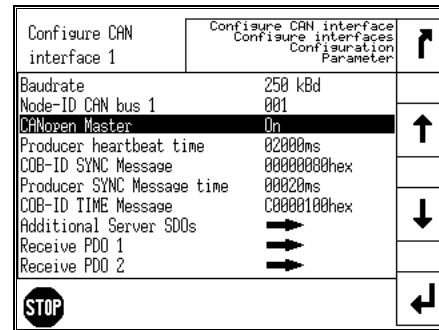 Configure CAN
interface 1
Configure CAN interface
Configure interfaces
Configuration
Parameter
Baudrate 250 kBd
Node-ID CAN bus 1 001
CANopen Master On
Producer heartbeat time 02000ms
COB-ID SYNC Message 00000080hex
Producer SYNC Message time 00020ms
COB-ID TIME Message C0000100hex
Additional Server SDOs
Receive PDO 1
Receive PDO 2
STOP